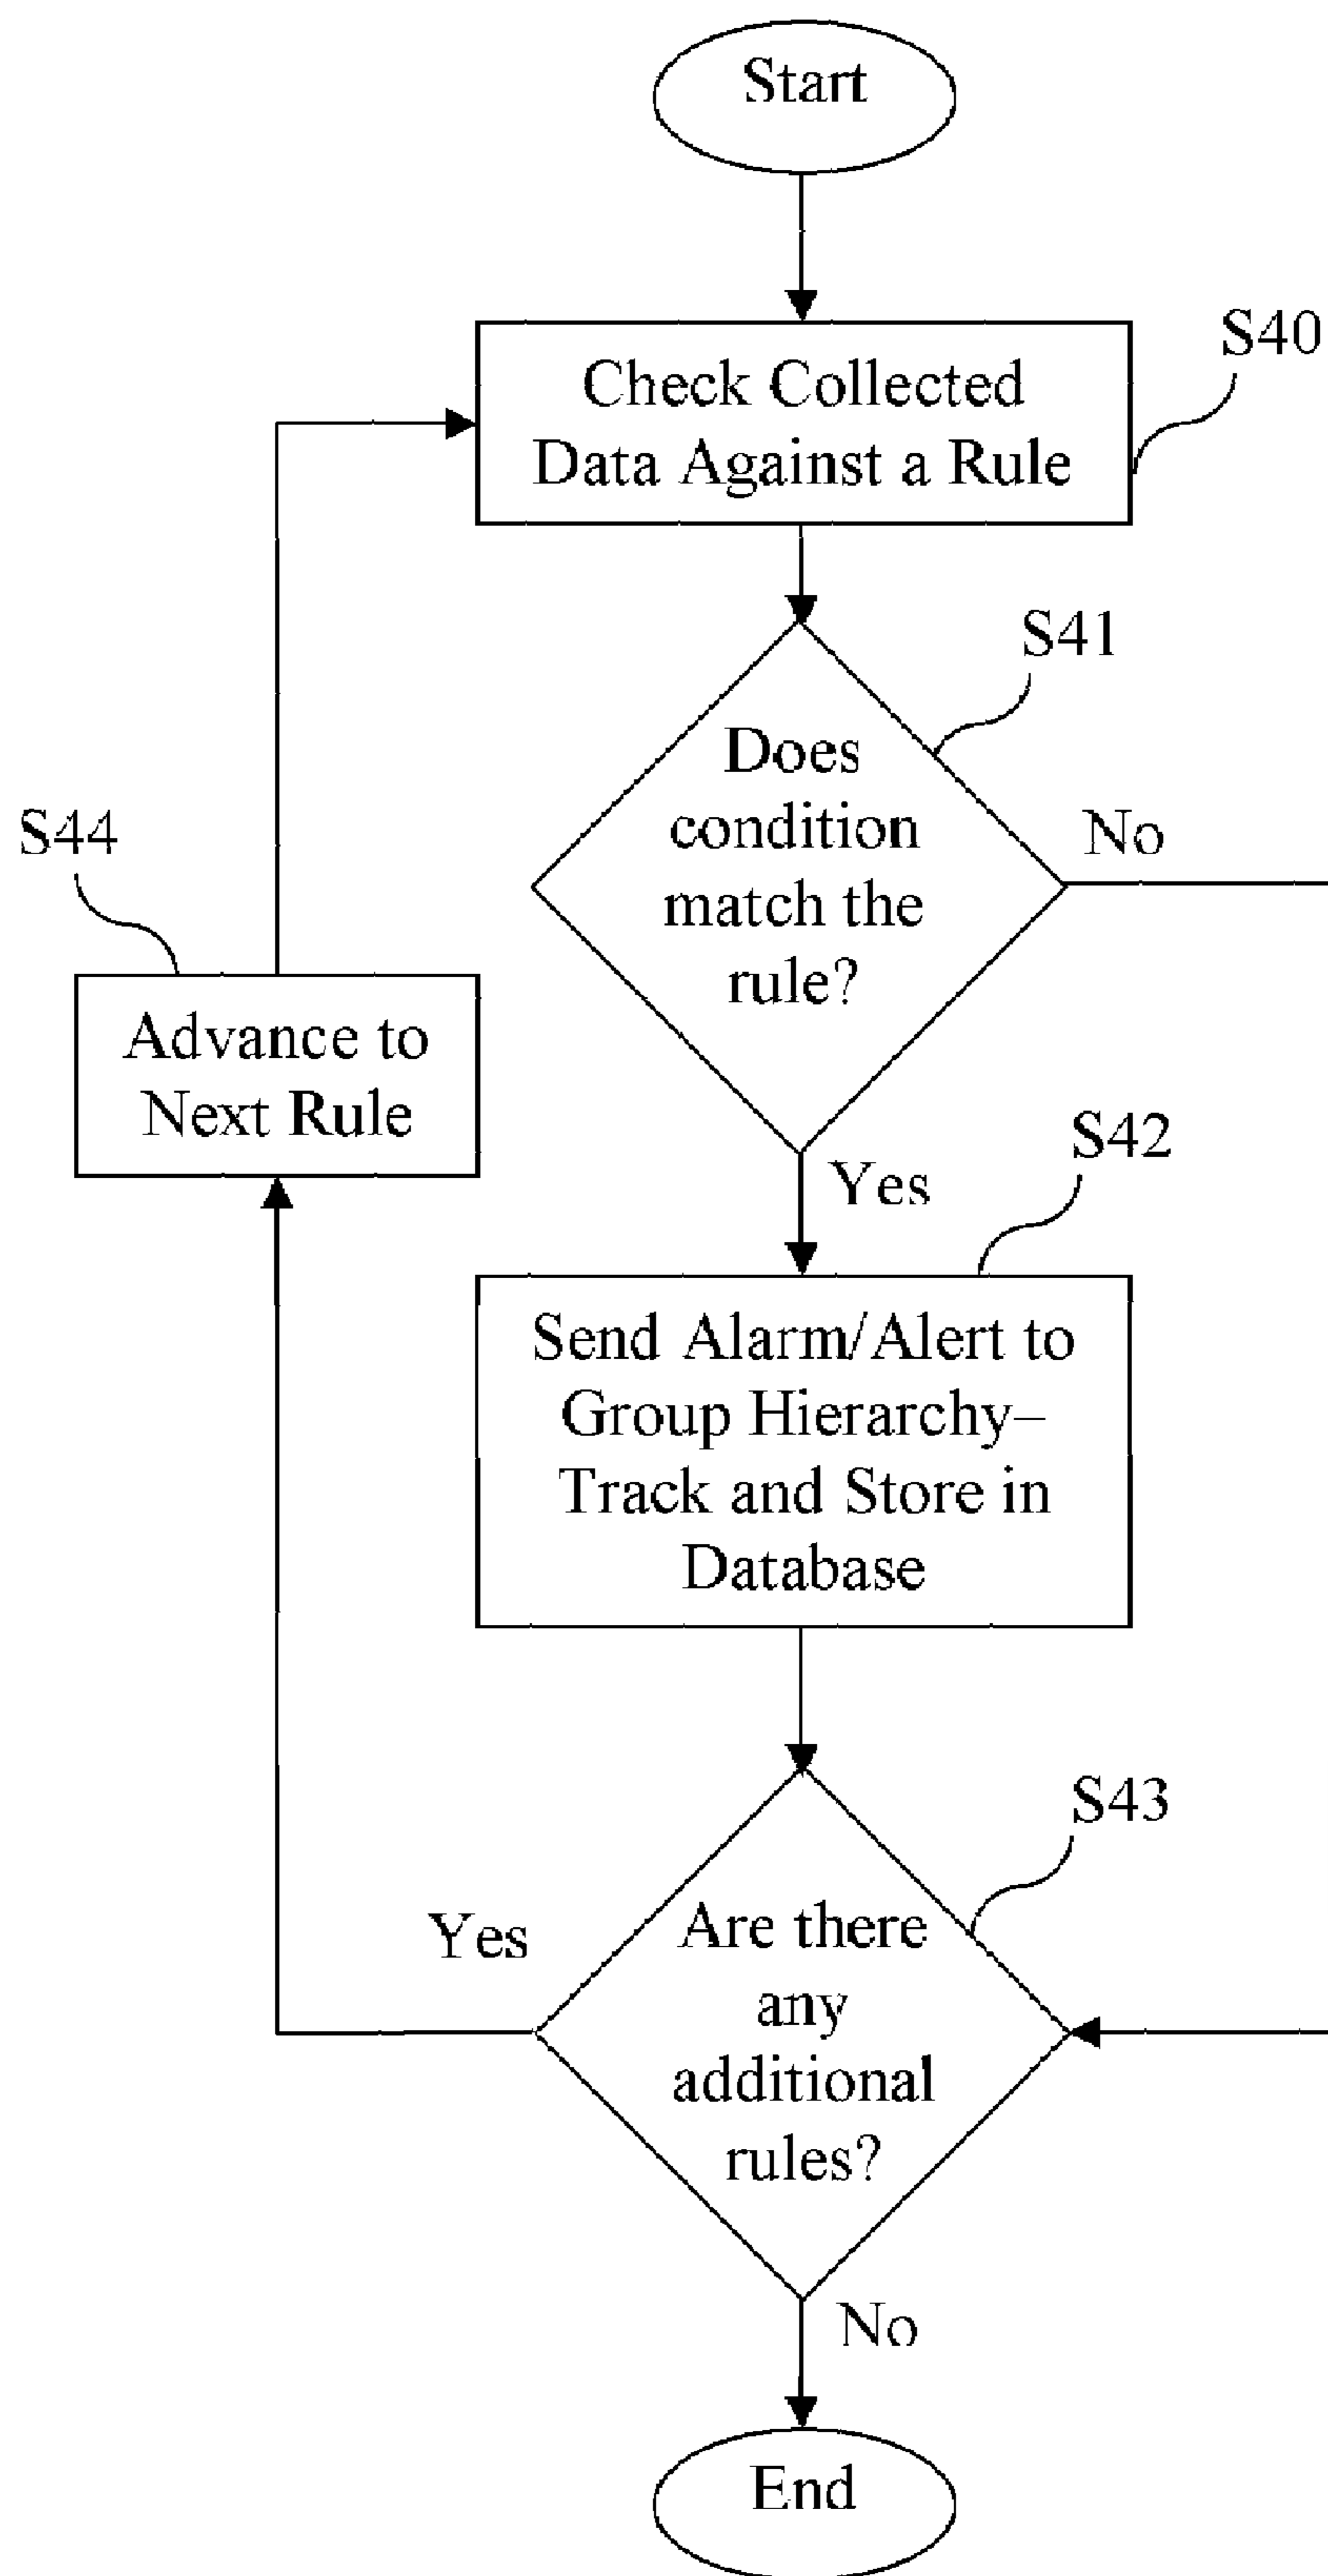 Start
Check Collected
Data Against a Rule
S40
S41
Does
condition
match the
rule?
No
S44
Advance to
Next Rule
Yes
S42
Send Alarm/Alert to
Group Hierarchy–
Track and Store in
Database
S43
Are there
any
additional
rules?
Yes
No
End